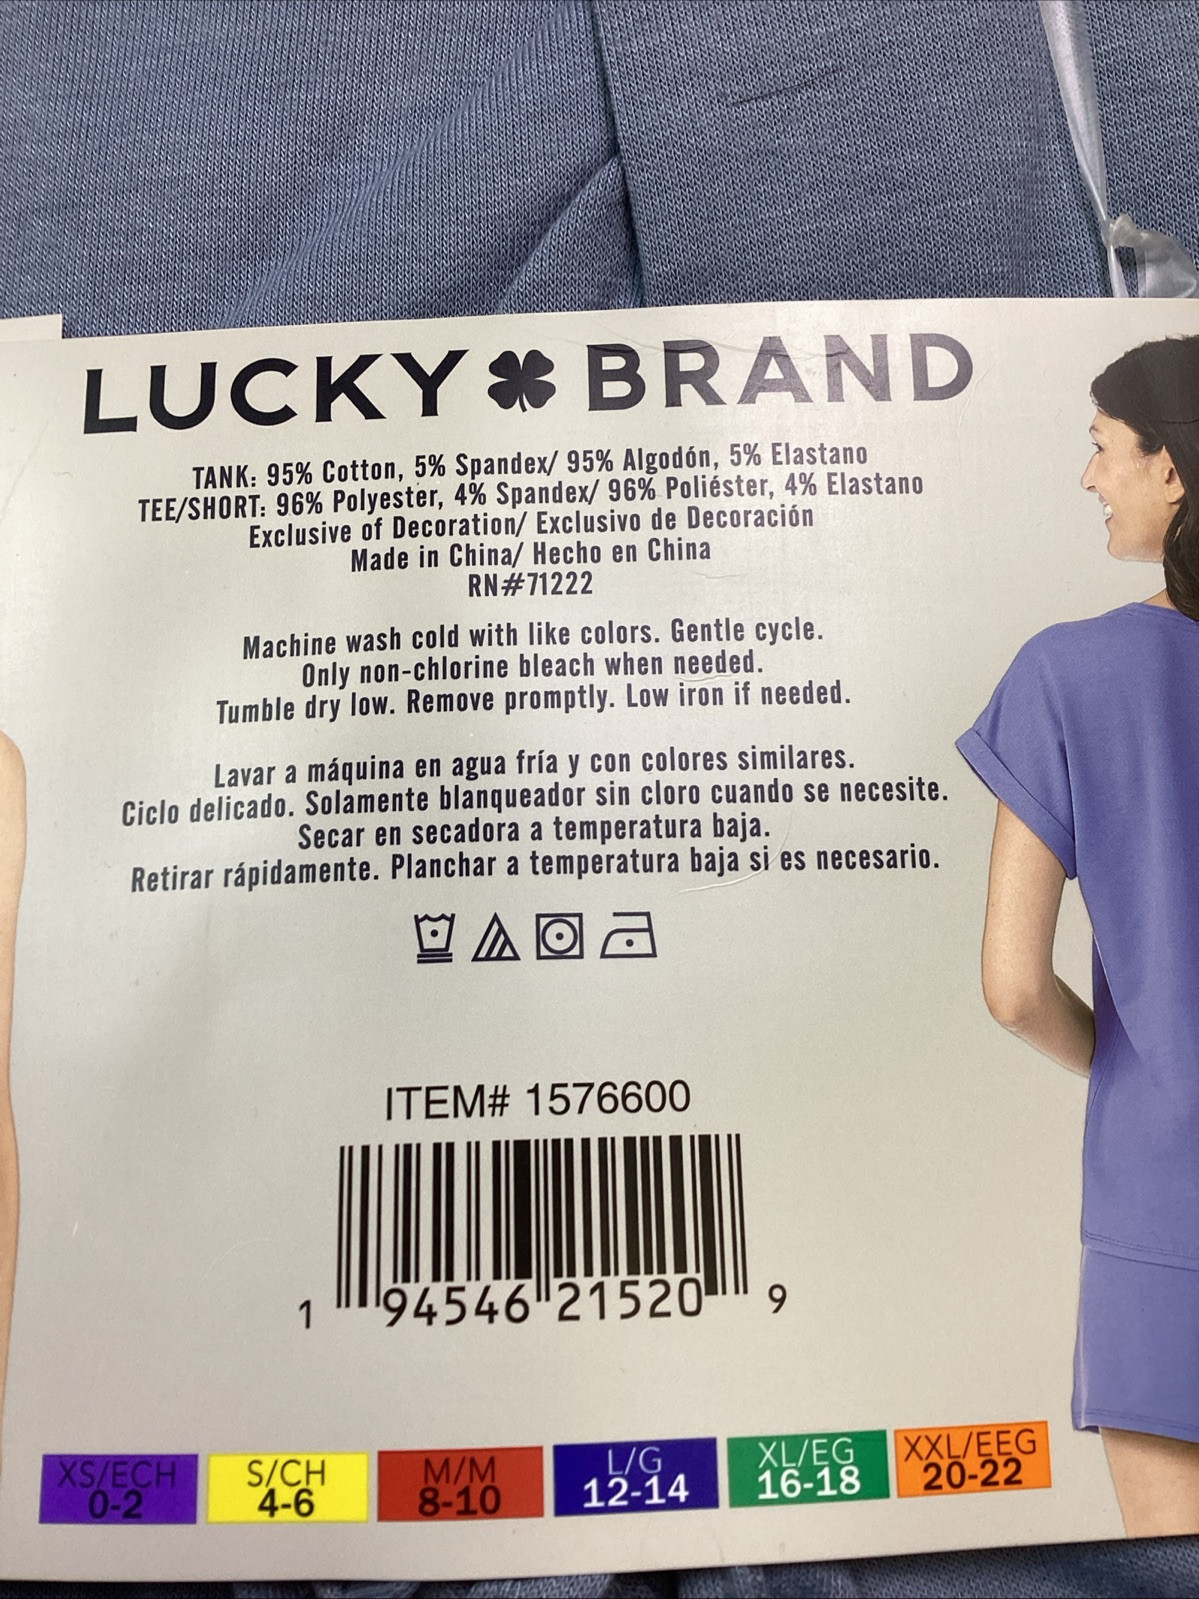 LUCKY BRAND
TANK: 95% Cotton, 5% Spandex/ 95% Algodón, 5% Elastano
TEE/SHORT: 96% Polyester, 4% Spandex/ 96% Poliéster, 4% Elastano
Exclusive of Decoration/ Exclusivo de Decoración
Made in China/ Hecho en China
RN#71222
Machine wash cold with like colors. Gentle cycle.
Only non-chlorine bleach when needed.
Tumble dry low. Remove promptly. Low iron if needed.
Lavar a máquina en agua fría y con colores similares.
Ciclo delicado. Solamente blanqueador sin cloro cuando se necesite.
Secar en secadora a temperatura baja.
Retirar rápidamente. Planchar a temperatura baja si es necesario.
ITEM# 1576600
1 94546 21520 9
XS/ECH S/CH M/M L/G XL/EG XXL/EEG
0-2 4-6 8-10 12-14 16-18 20-22